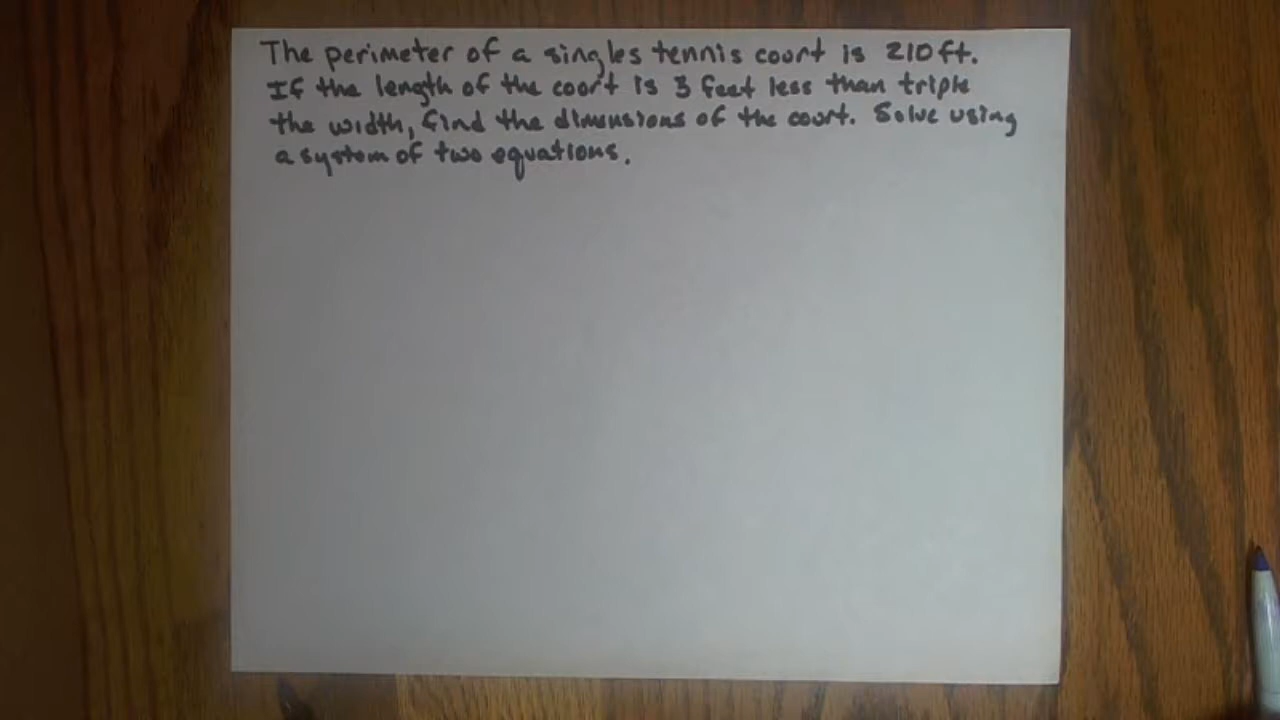 The perimeter of a singles tennis court is 210 ft.
If the length of the court is 3 feet less than triple
the width, find the dimensions of the court. Solve using
a system of two equations.